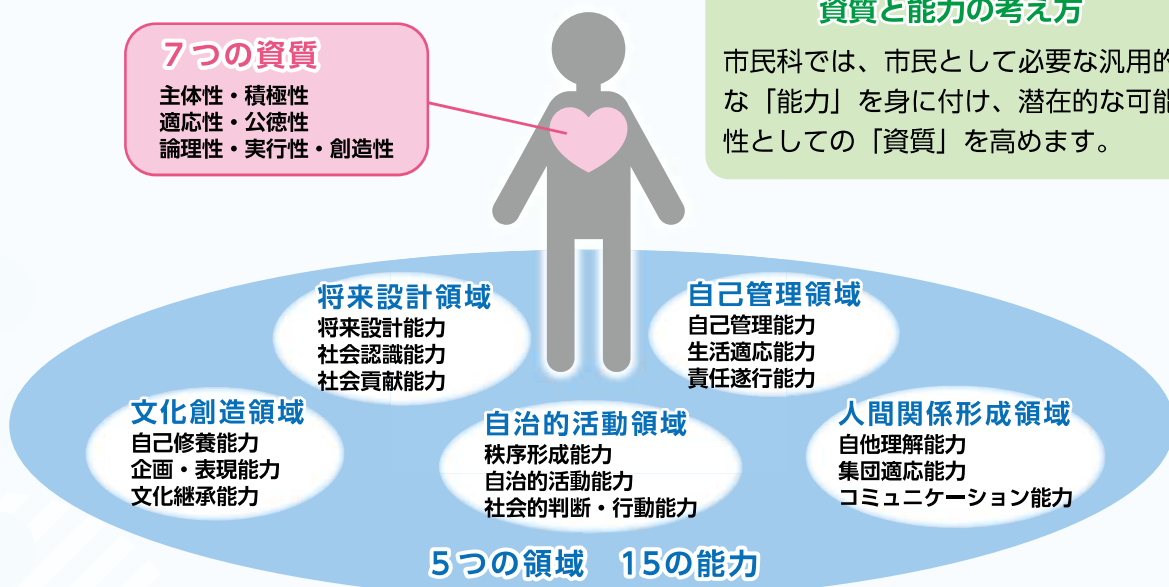 ７つの資質
主体性・積極性
適応性・公徳性
論理性・実行性・創造性
資質と能力の考え方
市民科では、市民として必要な汎用的
な「能力」を身に付け、潜在的な可能
性としての「資質」を高めます。
将来設計領域
将来設計能力
社会認識能力
社会貢献能力
自己管理領域
自己管理能力
生活適応能力
責任遂行能力
文化創造領域
自己修養能力
企画・表現能力
文化継承能力
自治的活動領域
秩序形成能力
自治的活動能力
社会的判断・行動能力
人間関係形成領域
自他理解能力
集団適応能力
コミュニケーション能力
５つの領域　15の能力